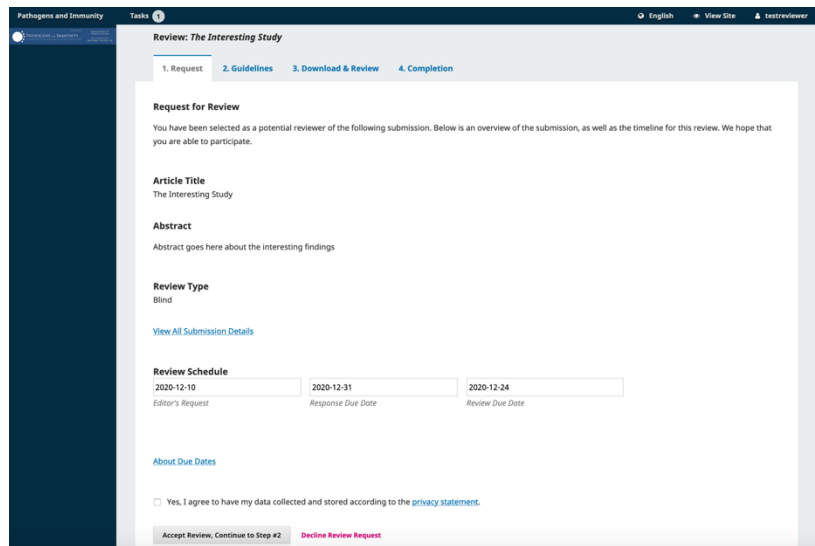 Pathogens and Immunity Tasks 1 English View Site testreviewer
PATHOGENS AND IMMUNITY
Review: The Interesting Study
1. Request 2. Guidelines 3. Download & Review 4. Completion
Request for Review
You have been selected as a potential reviewer of the following submission. Below is an overview of the submission, as well as the timeline for this review. We hope that
you are able to participate.
Article Title
The Interesting Study
Abstract
Abstract goes here about the interesting findings
Review Type
Blind
View All Submission Details
Review Schedule
2020-12-10 2020-12-31 2020-12-24
Editor's Request Response Due Date Review Due Date
About Due Dates
Yes, I agree to have my data collected and stored according to the privacy statement.
Accept Review, Continue to Step #2 Decline Review Request